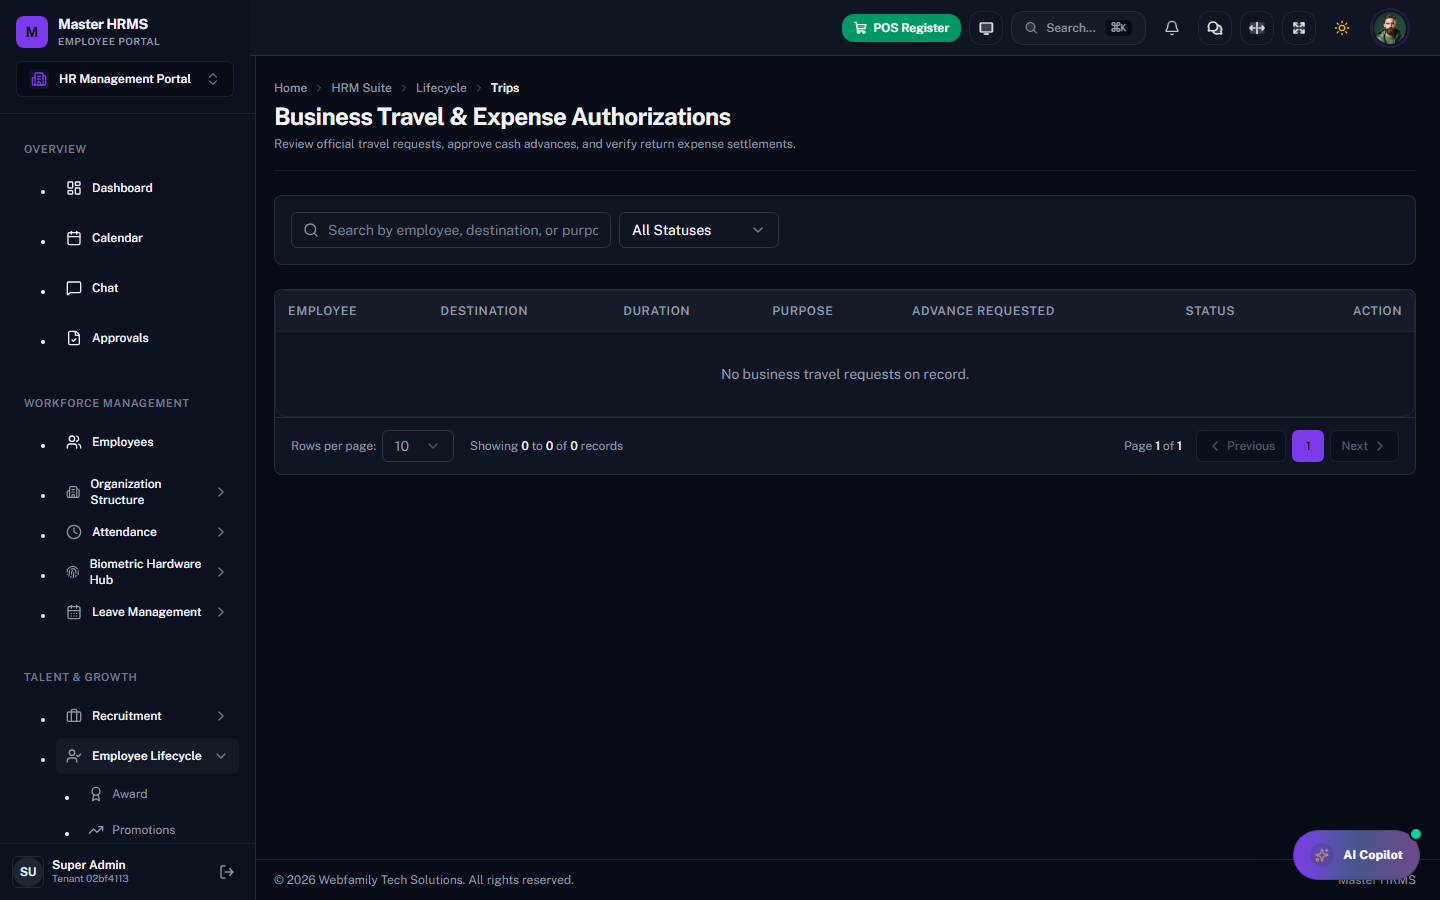 M
Master HRMS
EMPLOYEE PORTAL
HR Management Portal
OVERVIEW
Dashboard
Calendar
Chat
Approvals
WORKFORCE MANAGEMENT
Employees
Organization
Structure
Attendance
Biometric Hardware
Hub
Leave Management
TALENT & GROWTH
Recruitment
Employee Lifecycle
Award
Promotions
SU
Super Admin
Tenant 02bf4113
POS Register
Search...
⌘K
Home
HRM Suite
Lifecycle
Trips
Business Travel & Expense Authorizations
Review official travel requests, approve cash advances, and verify return expense settlements.
Search by employee, destination, or purpo
All Statuses
EMPLOYEE DESTINATION DURATION PURPOSE ADVANCE REQUESTED STATUS ACTION
No business travel requests on record.
Rows per page: 10 Showing 0 to 0 of 0 records
Page 1 of 1 Previous 1 Next
AI Copilot
© 2026 Webfamily Tech Solutions. All rights reserved.
Master HRMS